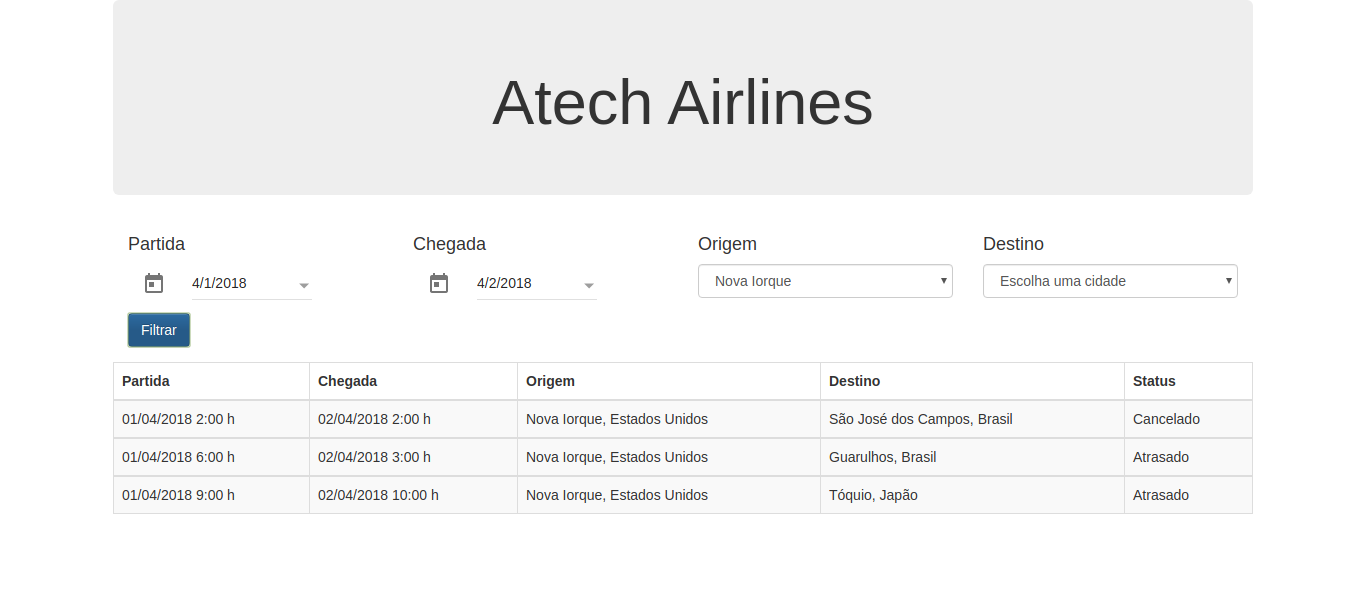 Atech Airlines
Partida Chegada Origem Destino
4/1/2018 4/2/2018 Nova Iorque Escolha uma cidade
Filtrar
Partida Chegada Origem Destino Status
01/04/2018 2:00 h 02/04/2018 2:00 h Nova Iorque, Estados Unidos São José dos Campos, Brasil Cancelado
01/04/2018 6:00 h 02/04/2018 3:00 h Nova Iorque, Estados Unidos Guarulhos, Brasil Atrasado
01/04/2018 9:00 h 02/04/2018 10:00 h Nova Iorque, Estados Unidos Tóquio, Japão Atrasado